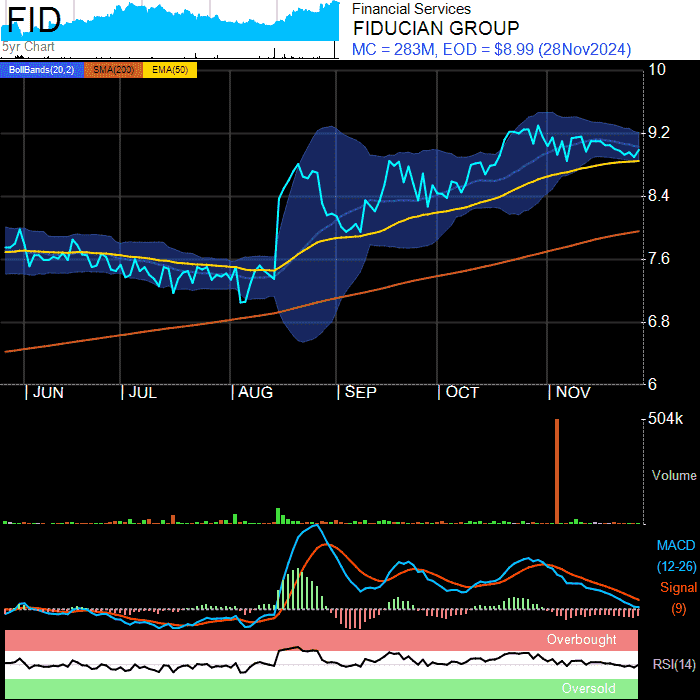 FID
5yr Chart
Financial Services
FIDUCIAN GROUP
MC = 283M, EOD = $8.99 (28Nov2024)
BollBands(20,2) SMA(200) EMA(50)
10
9.2
8.4
7.6
6.8
6
JUN JUL AUG SEP OCT NOV
504k
Volume
MACD
(12-26)
Signal
(9)
Overbought
RSI(14)
Oversold